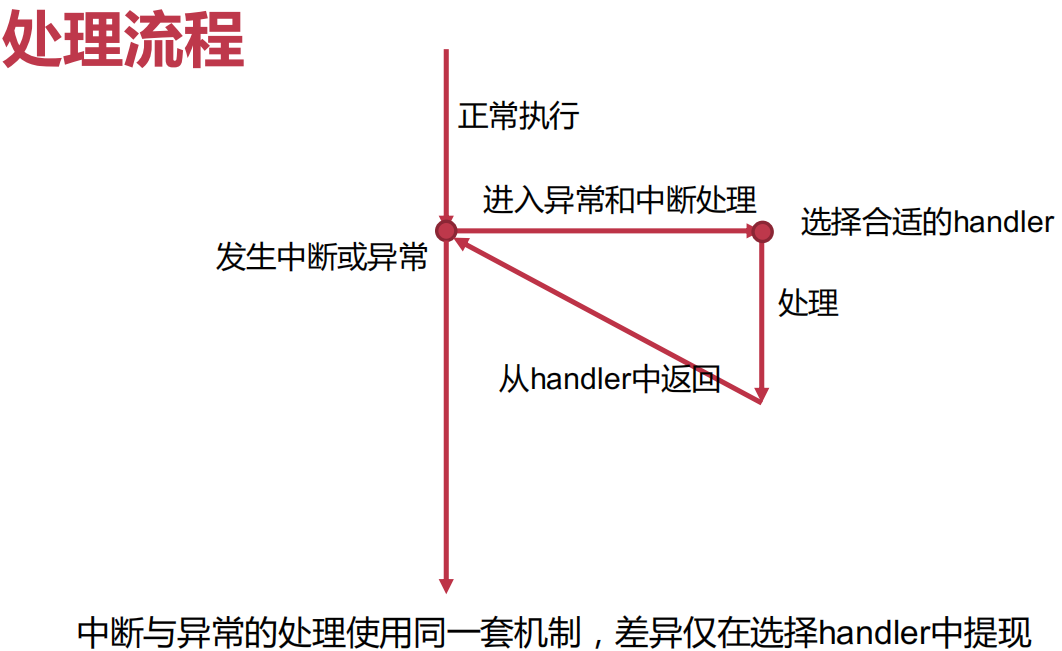 处理流程
正常执行
进入异常和中断处理
选择合适的handler
发生中断或异常
处理
从handler中返回
中断与异常的处理使用同一套机制，差异仅在选择handler中提现